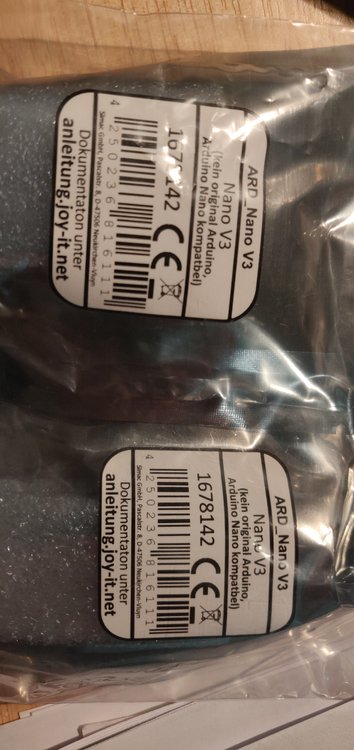 ARD_Nano V3
Nano V3
(kein original Arduino,
Arduino Nano kompatbel)
1678142
4 250236 816111
Simac GmbH, Pascalstr. 8, D-47506 Neukirchen-Vluyn
Dokumentaton unter
anleitung.joy-it.net
ARD_Nano V3
Nano V3
(kein original Arduino,
Arduino Nano kompatbel)
1678142
4 250236 816111
Simac GmbH, Pascalstr. 8, D-47506 Neukirchen-Vluyn
Dokumentaton unter
anleitung.joy-it.net